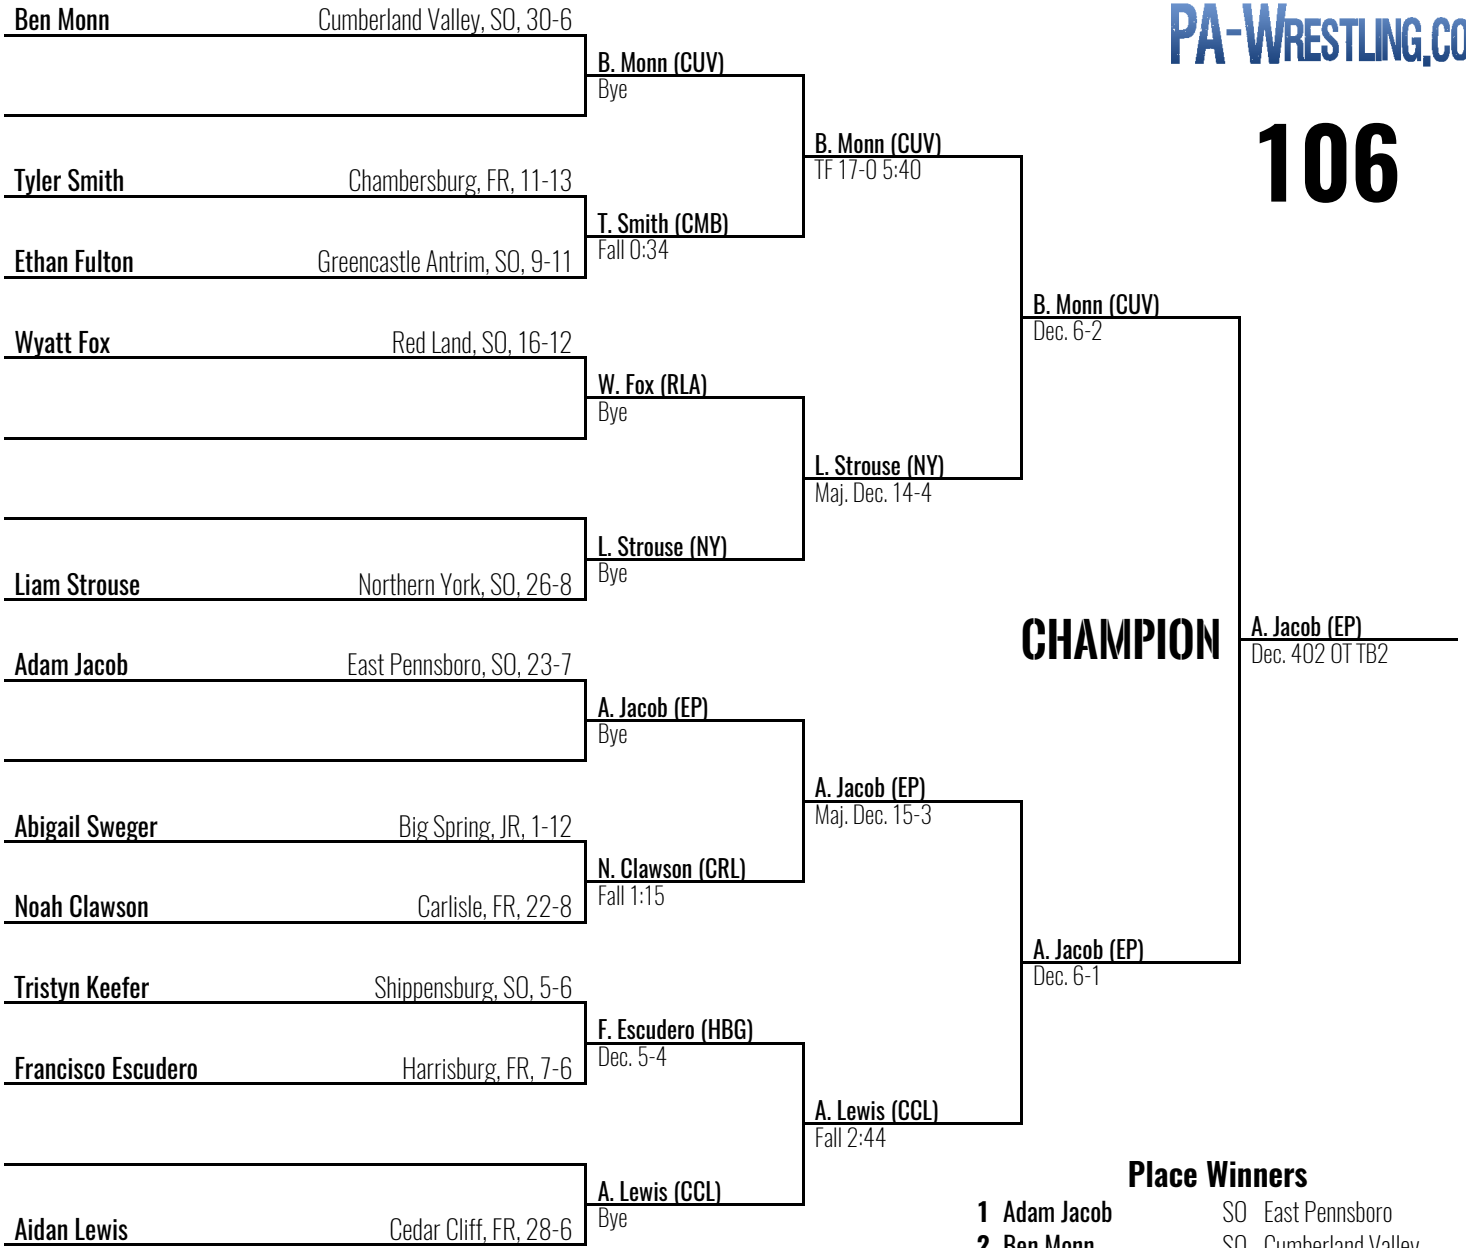 Ben Monn Cumberland Valley, SO, 30-6
PA-WRESTLING.CO
B. Monn (CUV)
Bye
106
B. Monn (CUV)
TF 17-0 5:40
Tyler Smith Chambersburg, FR, 11-13
T. Smith (CMB)
Fall 0:34
Ethan Fulton Greencastle Antrim, SO, 9-11
B. Monn (CUV)
Dec. 6-2
Wyatt Fox Red Land, SO, 16-12
W. Fox (RLA)
Bye
L. Strouse (NY)
Maj. Dec. 14-4
L. Strouse (NY)
Bye
Liam Strouse Northern York, SO, 26-8
CHAMPION
A. Jacob (EP)
Dec. 402 OT TB2
Adam Jacob East Pennsboro, SO, 23-7
A. Jacob (EP)
Bye
A. Jacob (EP)
Maj. Dec. 15-3
Abigail Sweger Big Spring, JR, 1-12
N. Clawson (CRL)
Fall 1:15
Noah Clawson Carlisle, FR, 22-8
A. Jacob (EP)
Dec. 6-1
Tristyn Keefer Shippensburg, SO, 5-6
F. Escudero (HBG)
Dec. 5-4
Francisco Escudero Harrisburg, FR, 7-6
A. Lewis (CCL)
Fall 2:44
A. Lewis (CCL)
Bye
Aidan Lewis Cedar Cliff, FR, 28-6
Place Winners
1 Adam Jacob SO East Pennsboro
2 Ben Monn SO Cumberland Valley